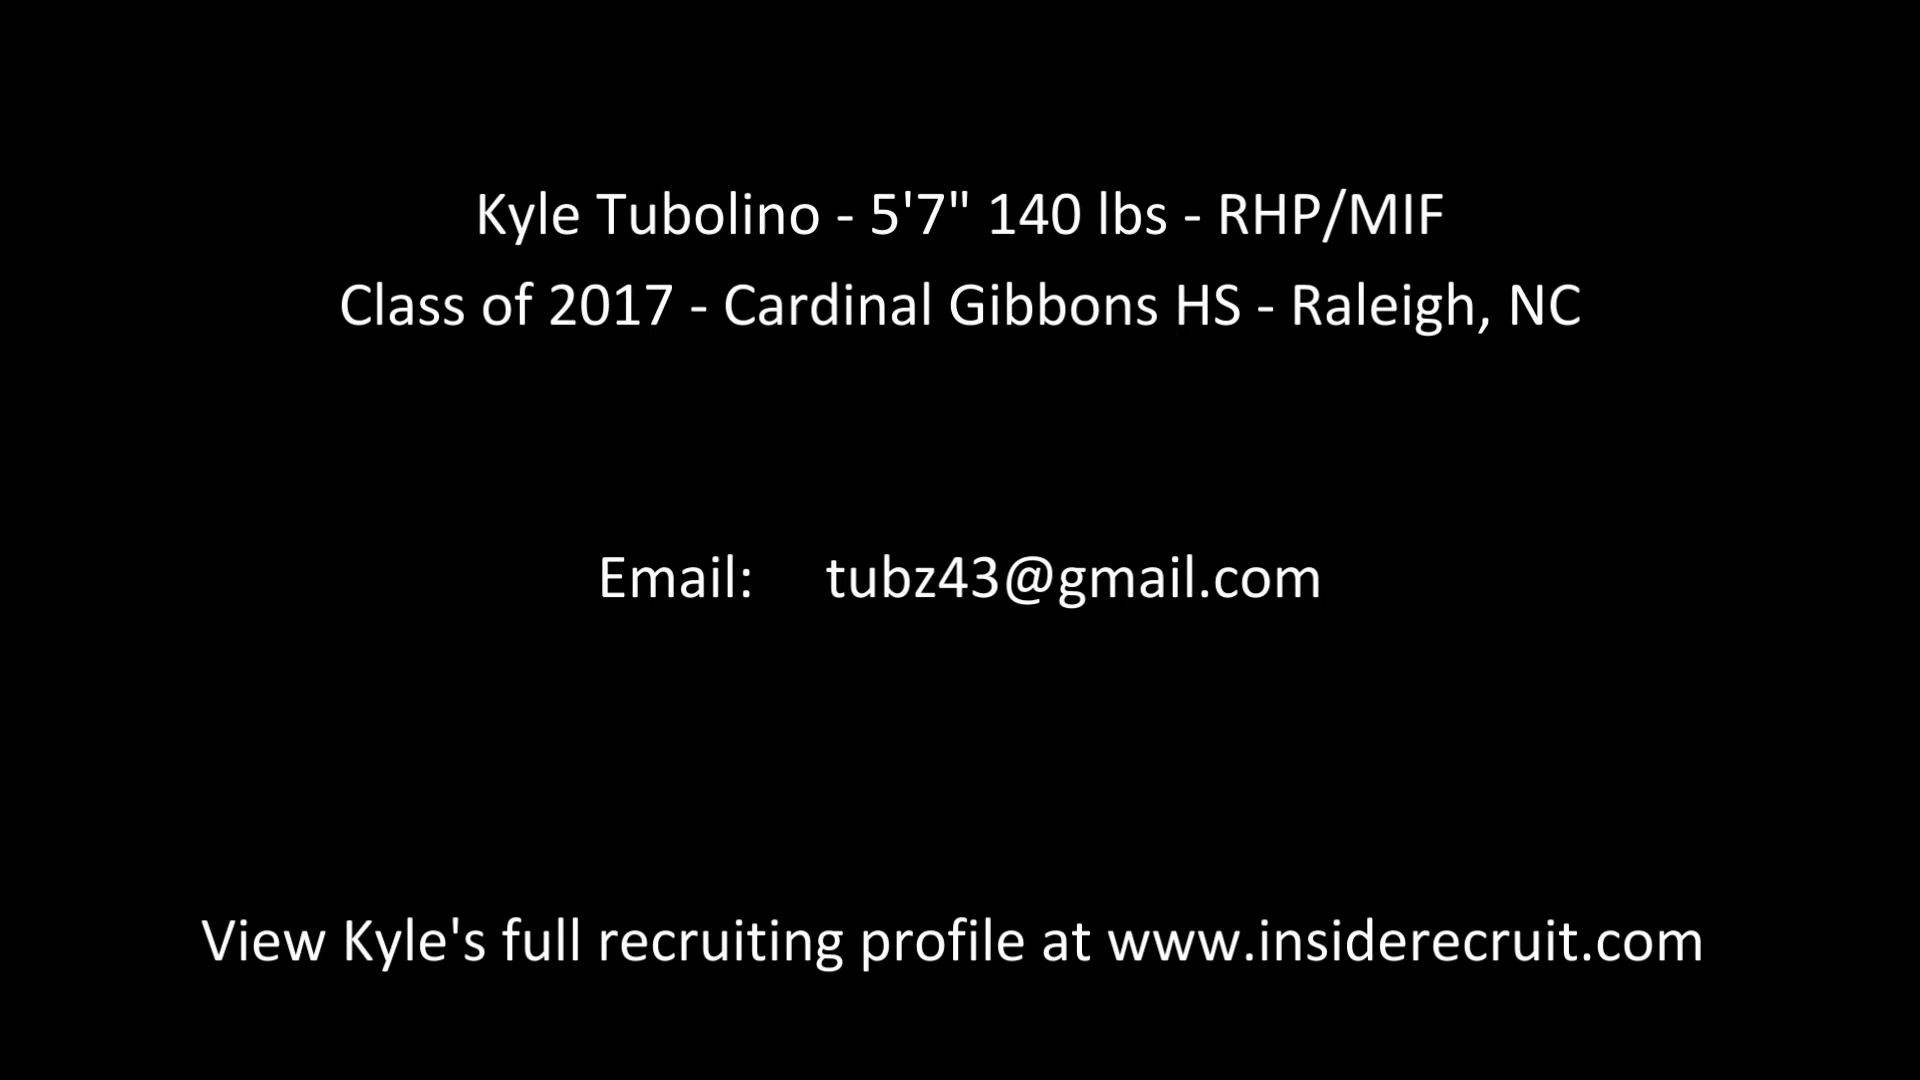 Kyle Tubolino - 5'7" 140 lbs - RHP/MIF
Class of 2017 - Cardinal Gibbons HS - Raleigh, NC
Email: tubz43@gmail.com
View Kyle's full recruiting profile at www.insiderecruit.com